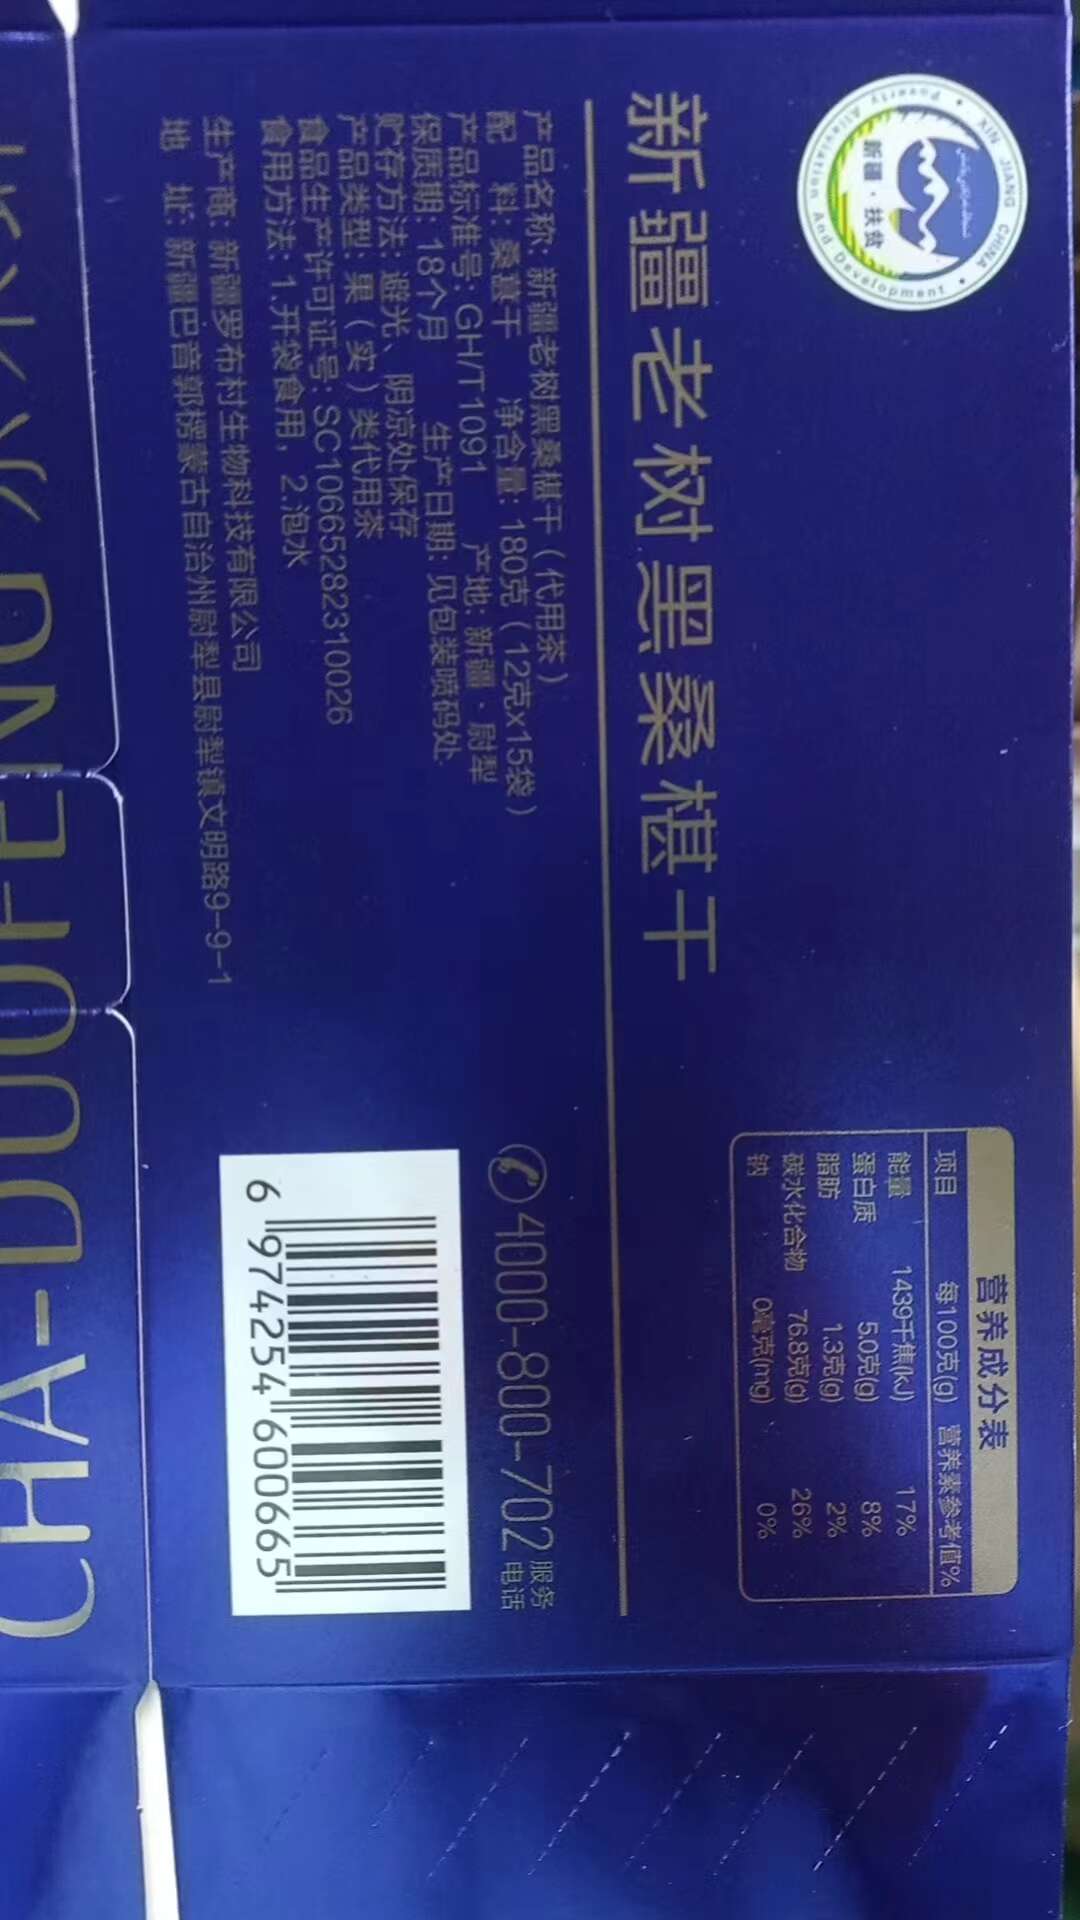 XIN JIANG CHINA
新疆·扶贫
Poverty Alleviation And Development
新疆老树黑桑椹干
产品名称: 新疆老树黑桑椹干（代用茶）
配 料: 桑葚干 净含量: 180克（12克x15袋）
产品标准号: GH/T1091 产地: 新疆·尉犁
保质期: 18个月 生产日期: 见包装喷码处
贮存方法: 避光、阴凉处保存
产品类型: 果（实）类代用茶
食品生产许可证号: SC10665282310026
食用方法: 1.开袋食用, 2.泡水
生产商: 新疆罗布村生物科技有限公司
地 址: 新疆巴音郭楞蒙古自治州尉犁县尉犁镇文明路9-9-1
营养成分表
项目 每100克(g) 营养素参考值%
能量 1439千焦(kJ) 17%
蛋白质 5.0克(g) 8%
脂肪 1.3克(g) 2%
碳水化合物 76.8克(g) 26%
钠 0毫克(mg) 0%
4000-800-702 服务电话
6 974254 600665
CHA-DUOFENG